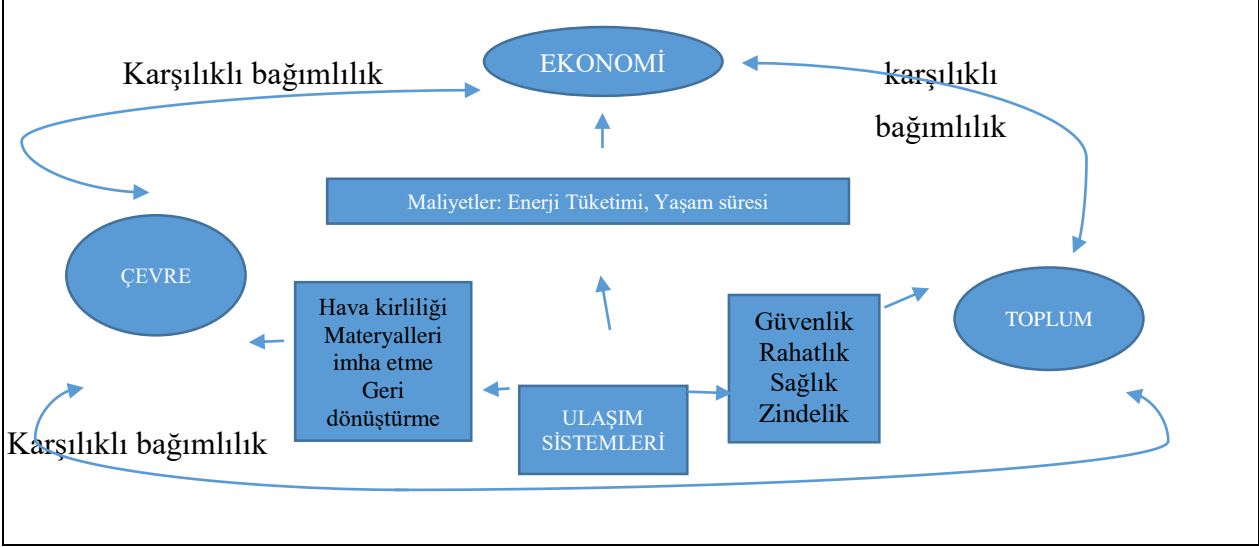 EKONOMİ
Karşılıklı bağımlılık
karşılıklı
bağımlılık
Maliyetler: Enerji Tüketimi, Yaşam süresi
ÇEVRE
Hava kirliliği
Materyalleri
imha etme
Geri
dönüştürme
Güvenlik
Rahatlık
Sağlık
Zindelik
TOPLUM
ULAŞIM
SİSTEMLERİ
Karşılıklı bağımlılık